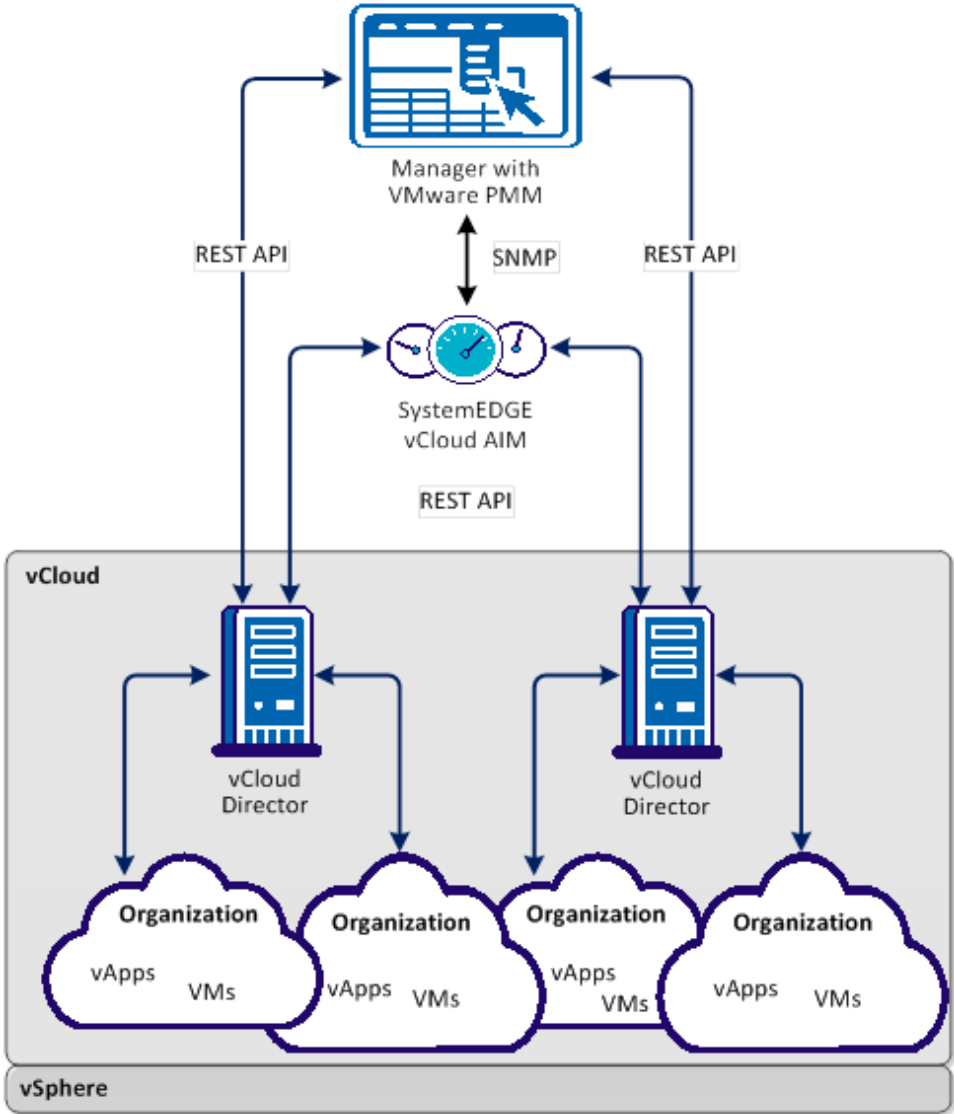 Manager with
VMware PMM
REST API
SNMP
REST API
SystemEDGE
vCloud AIM
REST API
vCloud
vCloud
Director
vCloud
Director
Organization
vApps
VMs
Organization
vApps
VMs
Organization
vApps
VMs
Organization
vApps
VMs
vSphere